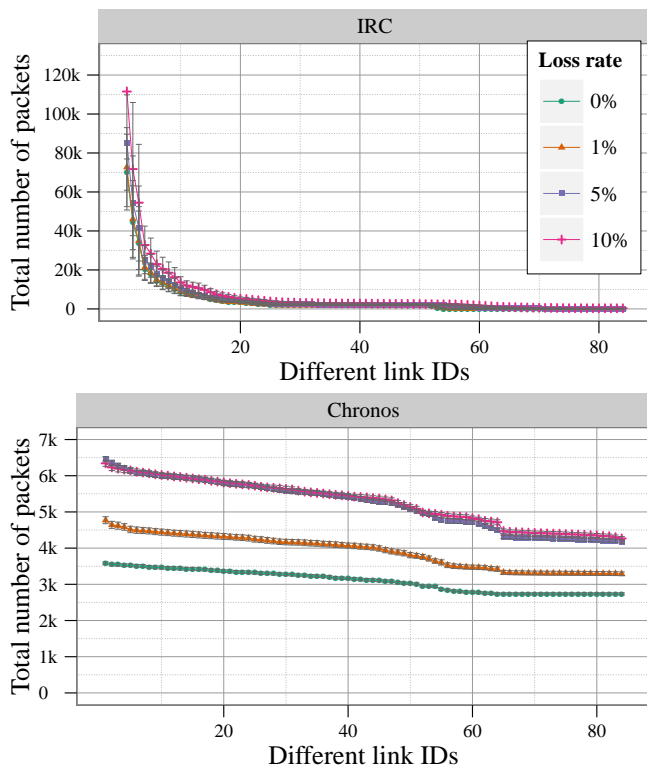 IRC
Total number of packets
120k
100k
80k
60k
40k
20k
0
20
40
60
80
Different link IDs
Loss rate
0%
1%
5%
10%
Chronos
Total number of packets
7k
6k
5k
4k
3k
2k
1k
0
20
40
60
80
Different link IDs